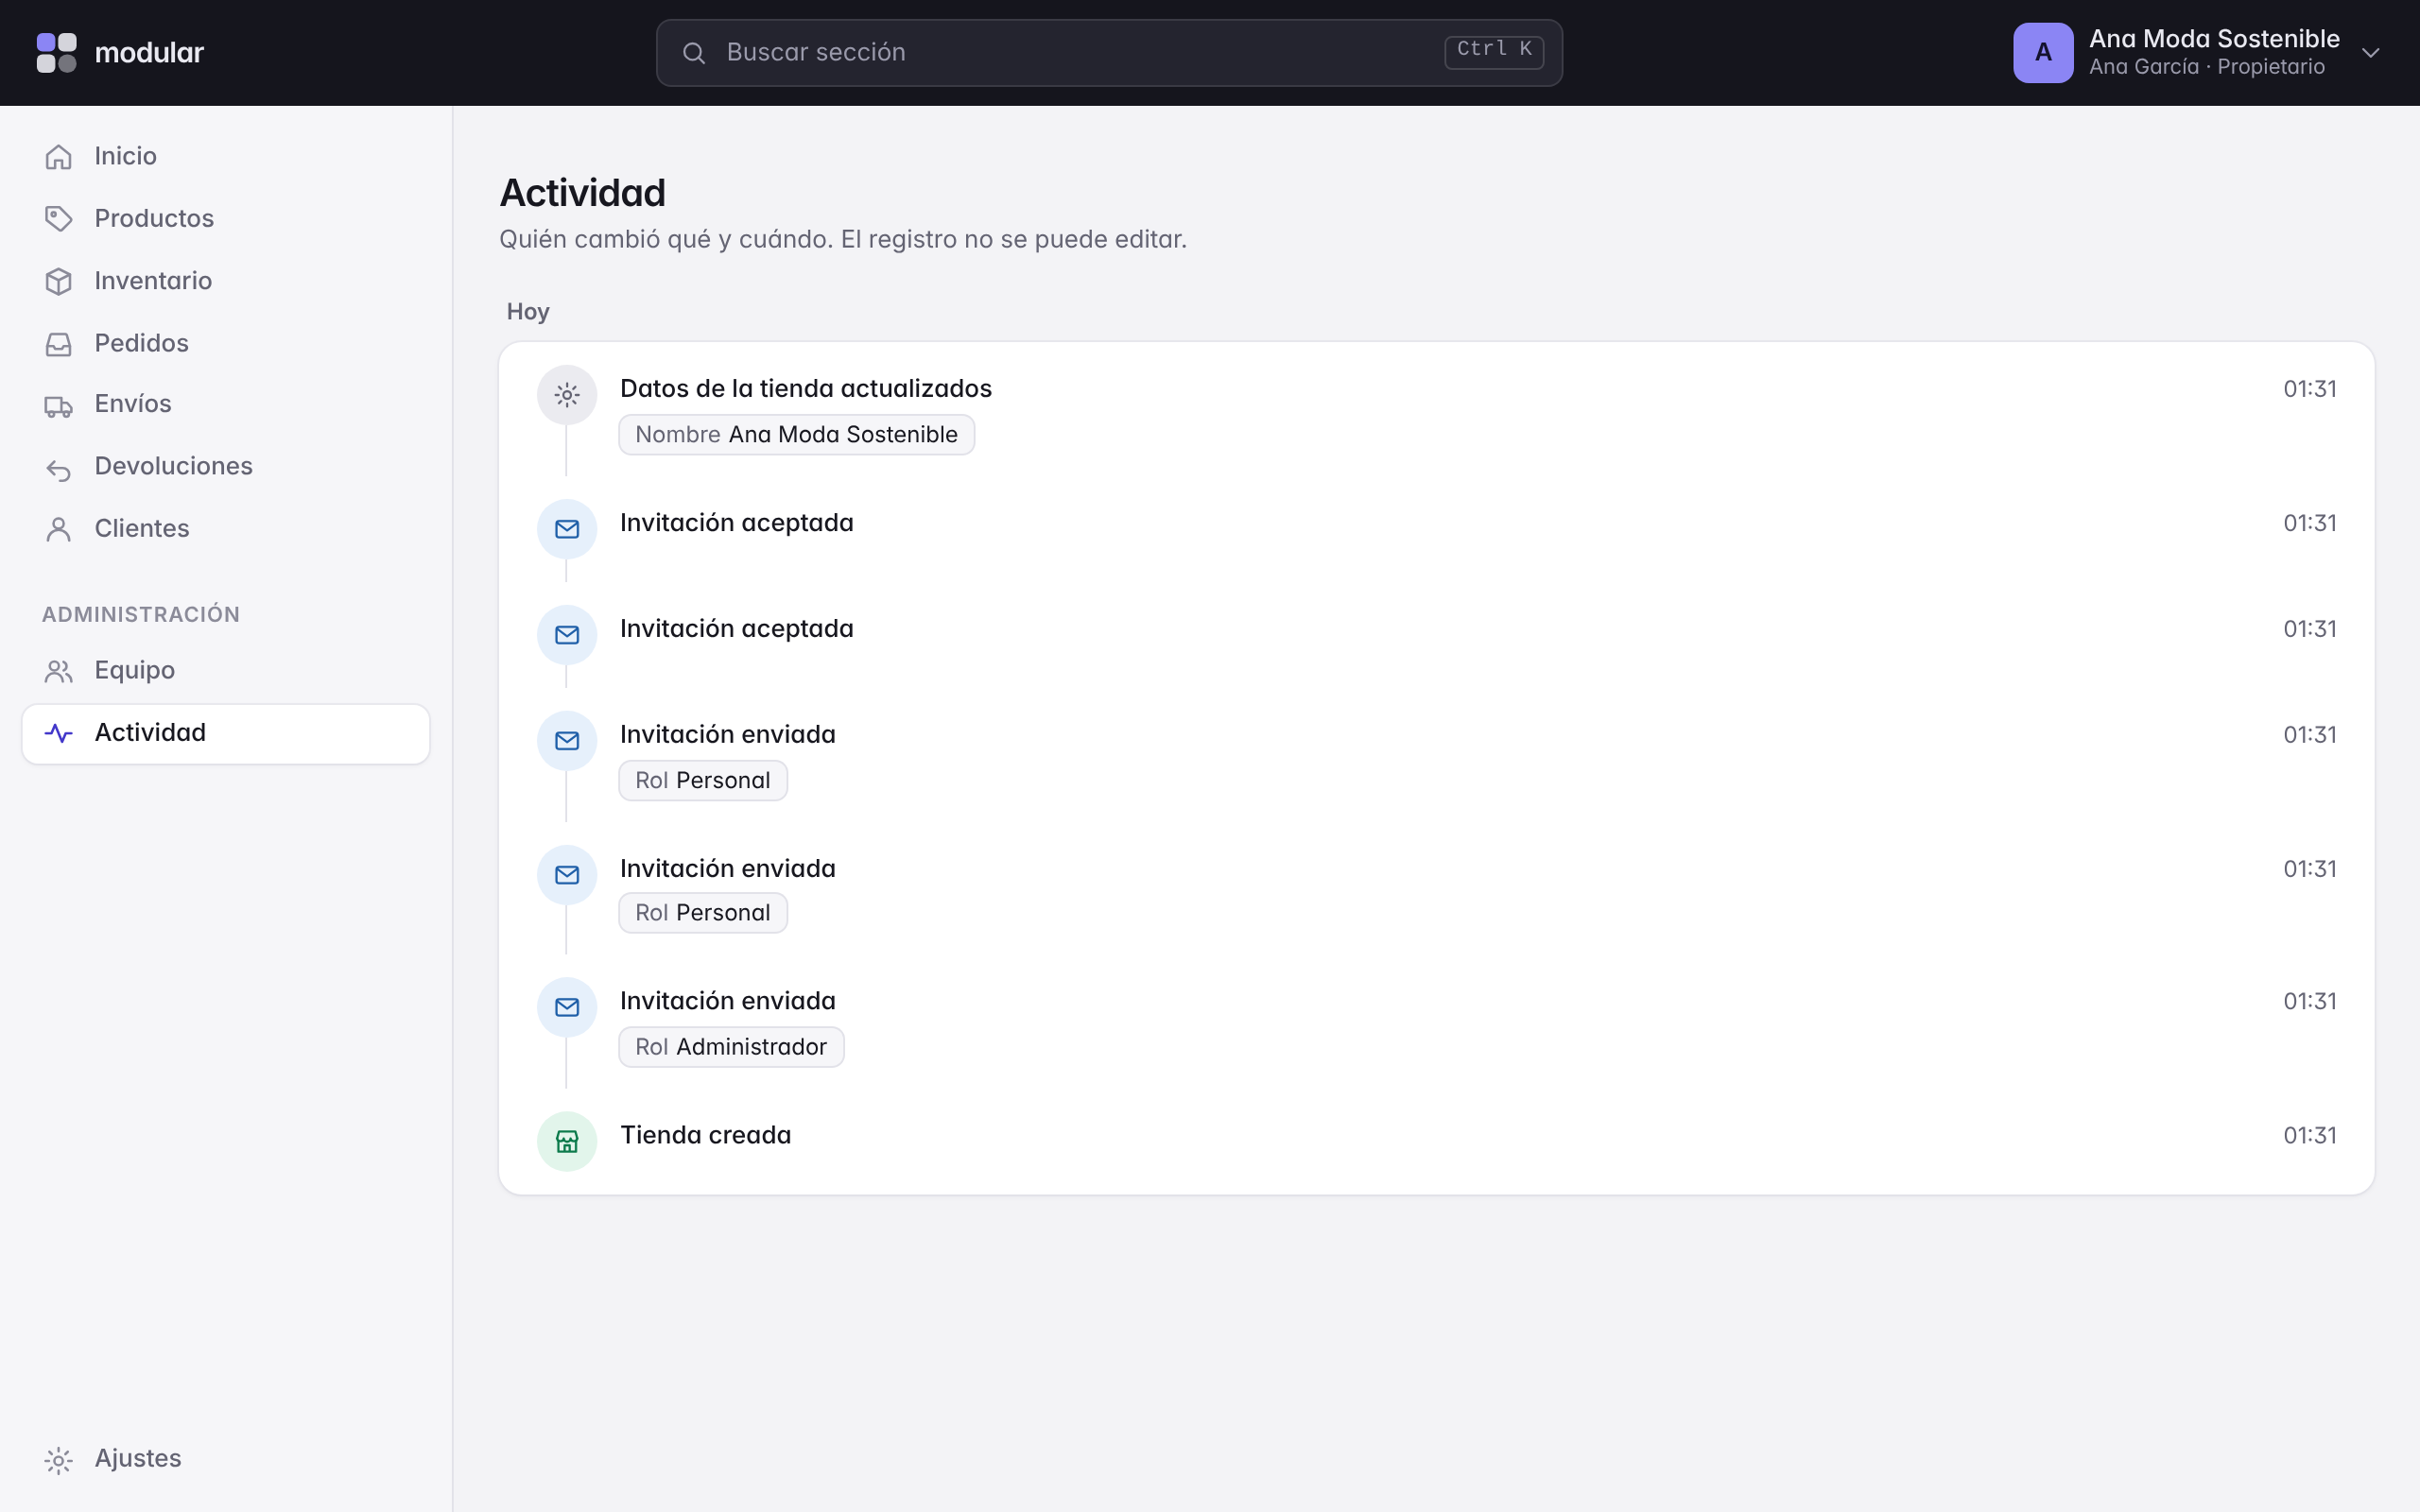 modular
Buscar sección
Ctrl K
A
Ana Moda Sostenible
Ana García · Propietario
Inicio
Productos
Inventario
Pedidos
Envíos
Devoluciones
Clientes
ADMINISTRACIÓN
Equipo
Actividad
Ajustes
Actividad
Quién cambió qué y cuándo. El registro no se puede editar.
Hoy
Datos de la tienda actualizados 01:31
Nombre Ana Moda Sostenible
Invitación aceptada 01:31
Invitación aceptada 01:31
Invitación enviada 01:31
Rol Personal
Invitación enviada 01:31
Rol Personal
Invitación enviada 01:31
Rol Administrador
Tienda creada 01:31